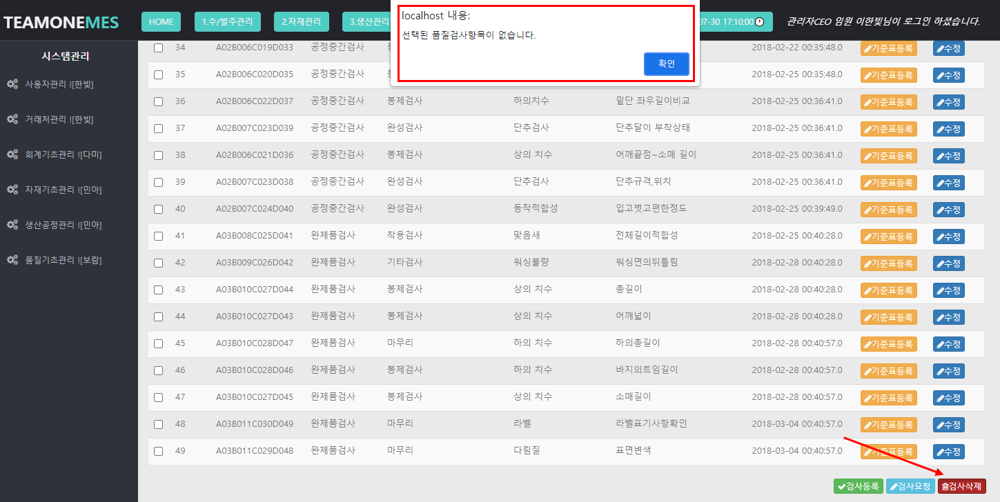 TEAMONEMES HOME 1.수/발주관리 2.자재관리 3.생산관리 07-30 17:10:00 관리자CEO 임원 이한빛님이 로그인 하셨습니다.
localhost 내용:
선택된 품질검사항목이 없습니다.
확인
시스템관리
사용자관리 ![한빛]
거래처관리 ![한빛]
회계기초관리 ![다미]
자재기초관리 ![민아]
생산공정관리 ![민아]
품질기초관리 ![보람]
34 A02B006C019D033 공정중간검사 2018-02-22 00:35:48.0 기준표등록 수정
35 A02B006C020D035 공정중간검사 2018-02-25 00:35:48.0 기준표등록 수정
36 A02B006C022D037 공정중간검사 봉제검사 하의치수 밑단 좌우길이비교 2018-02-25 00:36:41.0 기준표등록 수정
37 A02B007C023D039 공정중간검사 완성검사 단추검사 단추달이 부착상태 2018-02-25 00:36:41.0 기준표등록 수정
38 A02B006C021D036 공정중간검사 봉제검사 상의 치수 어깨끝점~소매 길이 2018-02-25 00:36:41.0 기준표등록 수정
39 A02B007C023D038 공정중간검사 완성검사 단추검사 단추규격,위치 2018-02-25 00:36:41.0 기준표등록 수정
40 A02B007C024D040 공정중간검사 완성검사 동작적합성 입고벗고편한정도 2018-02-25 00:39:49.0 기준표등록 수정
41 A03B008C025D041 완제품검사 착용검사 맞음새 전체길이적합성 2018-02-25 00:40:28.0 기준표등록 수정
42 A03B009C026D042 완제품검사 기타검사 워싱불량 워싱면의뒤틀림 2018-02-28 00:40:28.0 기준표등록 수정
43 A03B010C027D044 완제품검사 봉제검사 상의 치수 총길이 2018-02-28 00:40:28.0 기준표등록 수정
44 A03B010C027D043 완제품검사 봉제검사 상의 치수 어깨넓이 2018-02-28 00:40:28.0 기준표등록 수정
45 A03B010C028D047 완제품검사 마무리 하의 치수 하의총길이 2018-02-28 00:40:57.0 기준표등록 수정
46 A03B010C028D046 완제품검사 봉제검사 하의 치수 바지의트임길이 2018-02-28 00:40:57.0 기준표등록 수정
47 A03B010C027D045 완제품검사 봉제검사 상의 치수 소매길이 2018-02-28 00:40:57.0 기준표등록 수정
48 A03B011C030D049 완제품검사 마무리 라벨 라벨표기사항확인 2018-03-04 00:40:57.0 기준표등록 수정
49 A03B011C029D048 완제품검사 마무리 다림질 표면변색 2018-03-04 00:40:57.0 기준표등록 수정
검사등록 검사요청 검사삭제